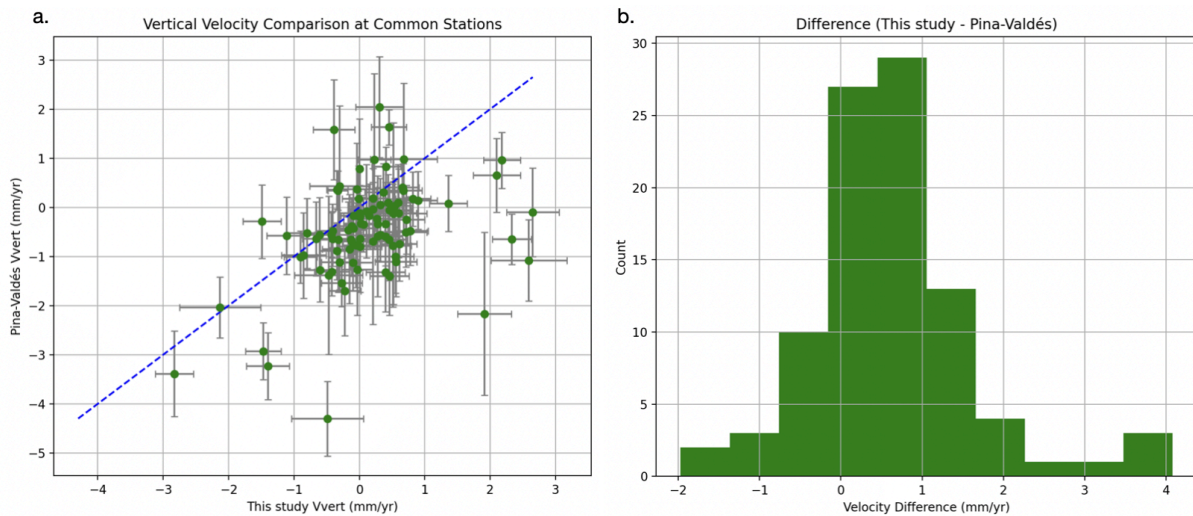 a.
Vertical Velocity Comparison at Common Stations
3
2
1
0
−1
−2
−3
−4
−5
Pina-Valdés Vvert (mm/yr)
−4 −3 −2 −1 0 1 2 3
This study Vvert (mm/yr)
b.
Difference (This study - Pina-Valdés)
30
25
20
15
10
5
0
Count
−2 −1 0 1 2 3 4
Velocity Difference (mm/yr)